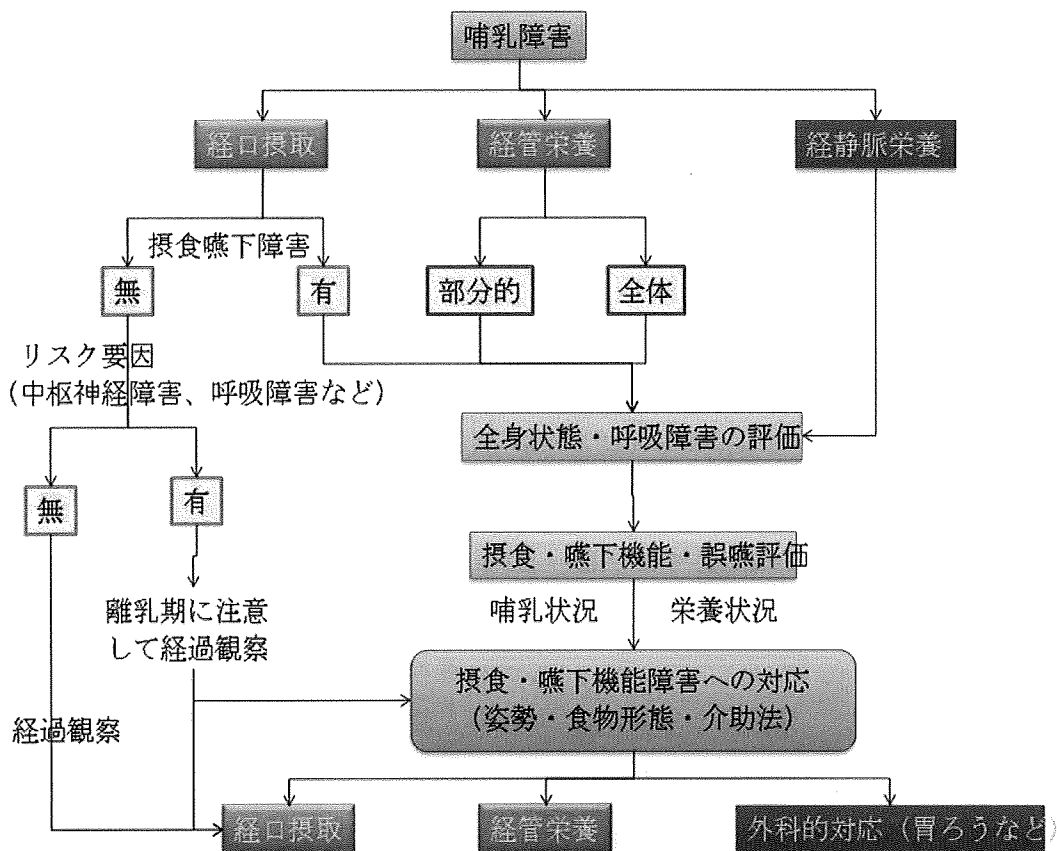 哺乳障害
経口摂取
経管栄養
経静脈栄養
摂食嚥下障害
無
有
部分的
全体
リスク要因
（中枢神経障害、呼吸障害など）
全身状態・呼吸障害の評価
無
有
摂食・嚥下機能・誤嚥評価
離乳期に注意
して経過観察
哺乳状況
栄養状況
摂食・嚥下機能障害への対応
（姿勢・食物形態・介助法）
経過観察
経口摂取
経管栄養
外科的対応（胃ろうなど）